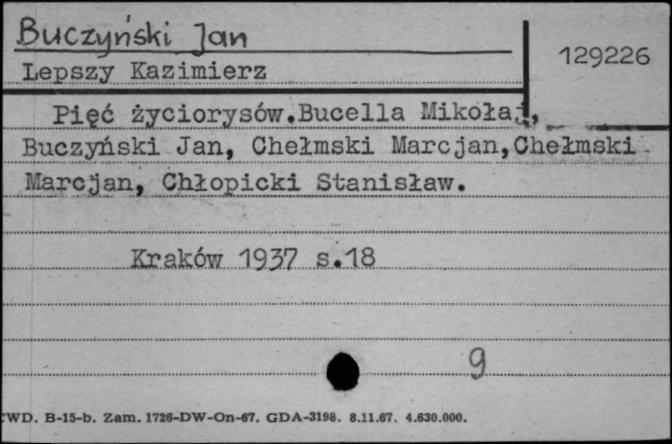 Buczyński Jan
129226
Lepszy Kazimierz
Pięć życiorysów.Bucella Mikołaj,
Buczyński Jan, Chełmski Marcjan,Chełmski
Marcjan, Chłopicki Stanisław.
Kraków 1937 s.18
9
CWD. B-15-b. Zam. 1726-DW-On-67. GDA-3198. 8.11.67. 4.630.000.